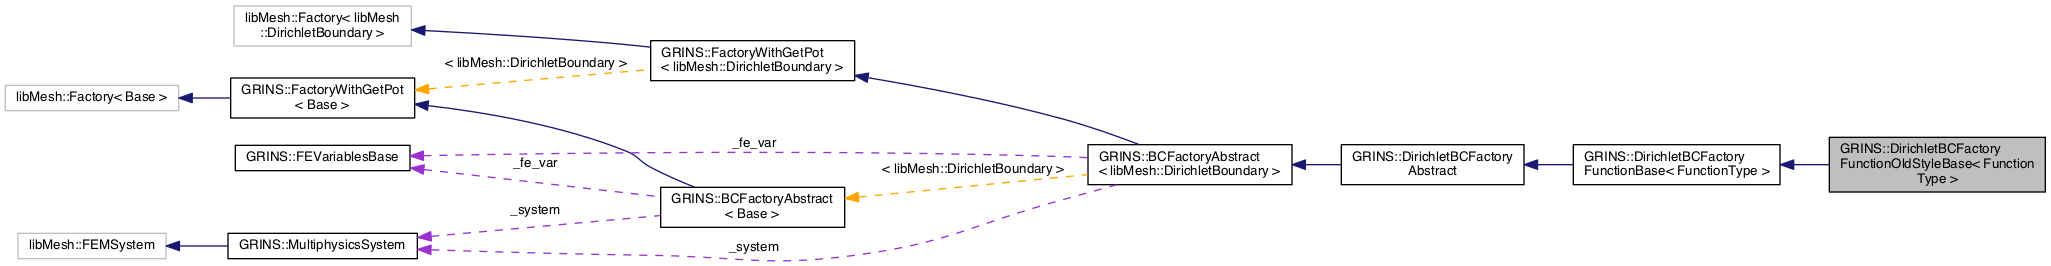 libMesh::Factory< libMesh
::DirichletBoundary >
GRINS::FactoryWithGetPot
< libMesh::DirichletBoundary >
< libMesh::DirichletBoundary >
libMesh::Factory< Base >
GRINS::FactoryWithGetPot
< Base >
GRINS::FEVariablesBase
_fe_var
_fe_var
GRINS::BCFactoryAbstract
< libMesh::DirichletBoundary >
GRINS::DirichletBCFactory
Abstract
GRINS::DirichletBCFactory
FunctionBase< FunctionType >
GRINS::DirichletBCFactory
FunctionOldStyleBase< Function
Type >
< libMesh::DirichletBoundary >
GRINS::BCFactoryAbstract
< Base >
_system
_system
libMesh::FEMSystem
GRINS::MultiphysicsSystem